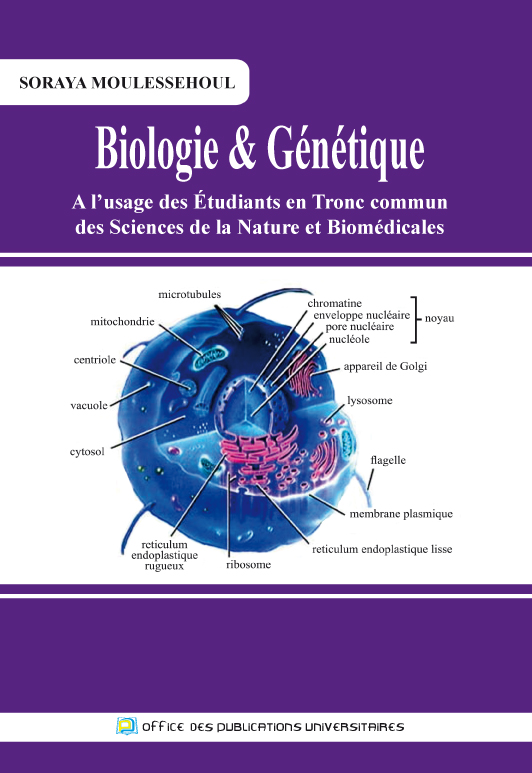 SORAYA MOULESSEHOUL
Biologie & Génétique
A l'usage des Étudiants en Tronc commun
des Sciences de la Nature et Biomédicales
microtubules
chromatine
enveloppe nucléaire
pore nucléaire
nucléole
noyau
mitochondrie
centriole
appareil de Golgi
vacuole
lysosome
cytosol
flagelle
membrane plasmique
reticulum
endoplastique
rugueux
ribosome
reticulum endoplastique lisse
OFFICE DES PUBLICATIONS UNIVERSITAIRES